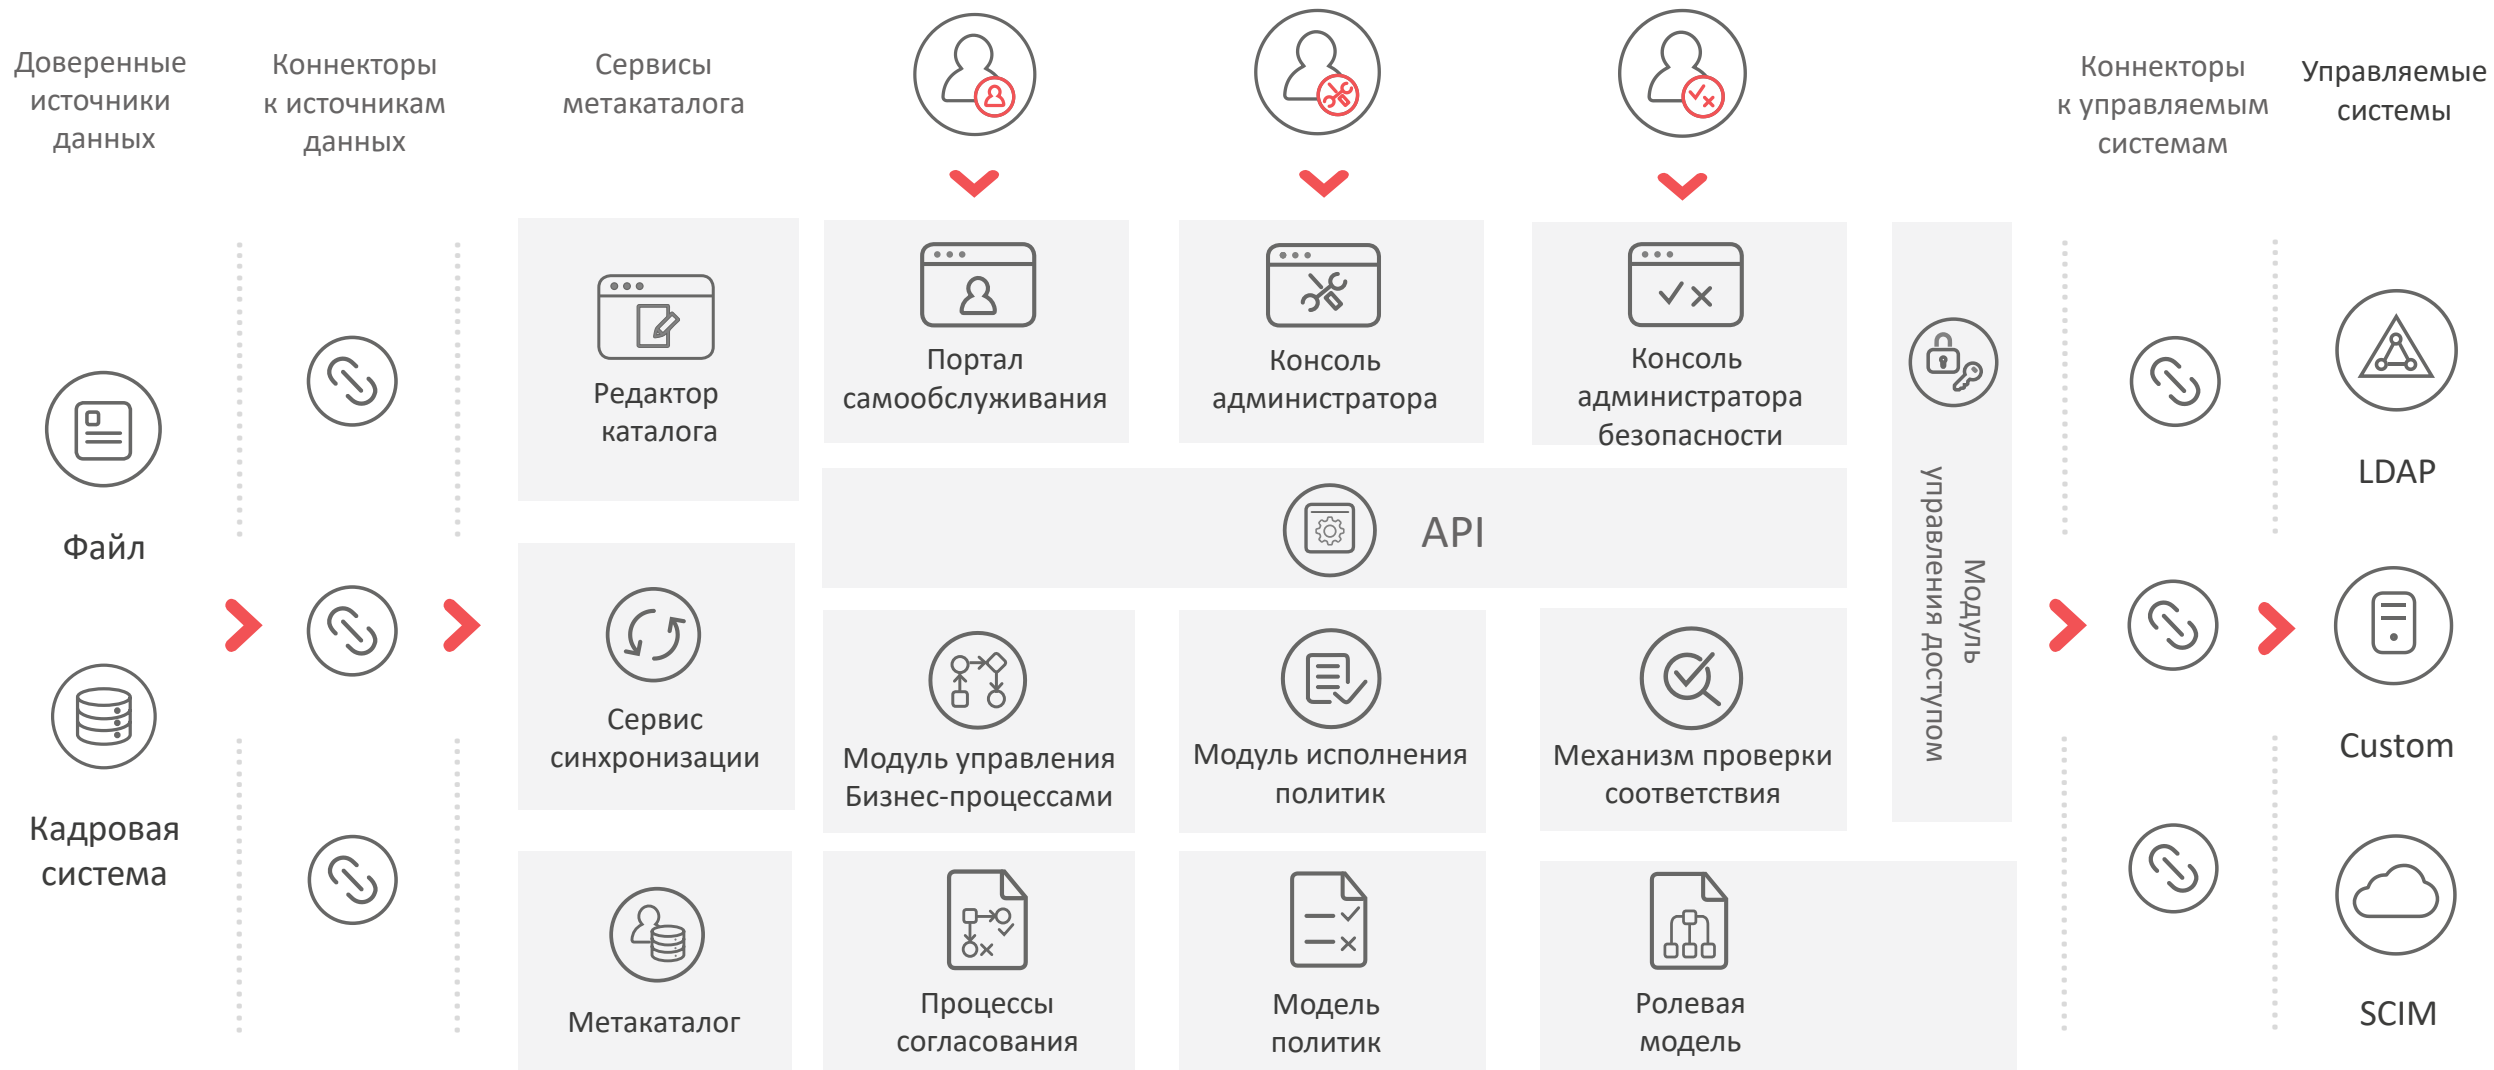 Доверенные
источники
данных
Коннекторы
к источникам
данных
Сервисы
метакаталога
Коннекторы
к управляемым
системам
Управляемые
системы
Файл
Кадровая
система
Редактор
каталога
Сервис
синхронизации
Метакаталог
Портал
самообслуживания
Консоль
администратора
Консоль
администратора
безопасности
API
Модуль управления
Бизнес-процессами
Модуль исполнения
политик
Механизм проверки
соответствия
Процессы
согласования
Модель
политик
Ролевая
модель
Модуль
управления доступом
LDAP
Custom
SCIM